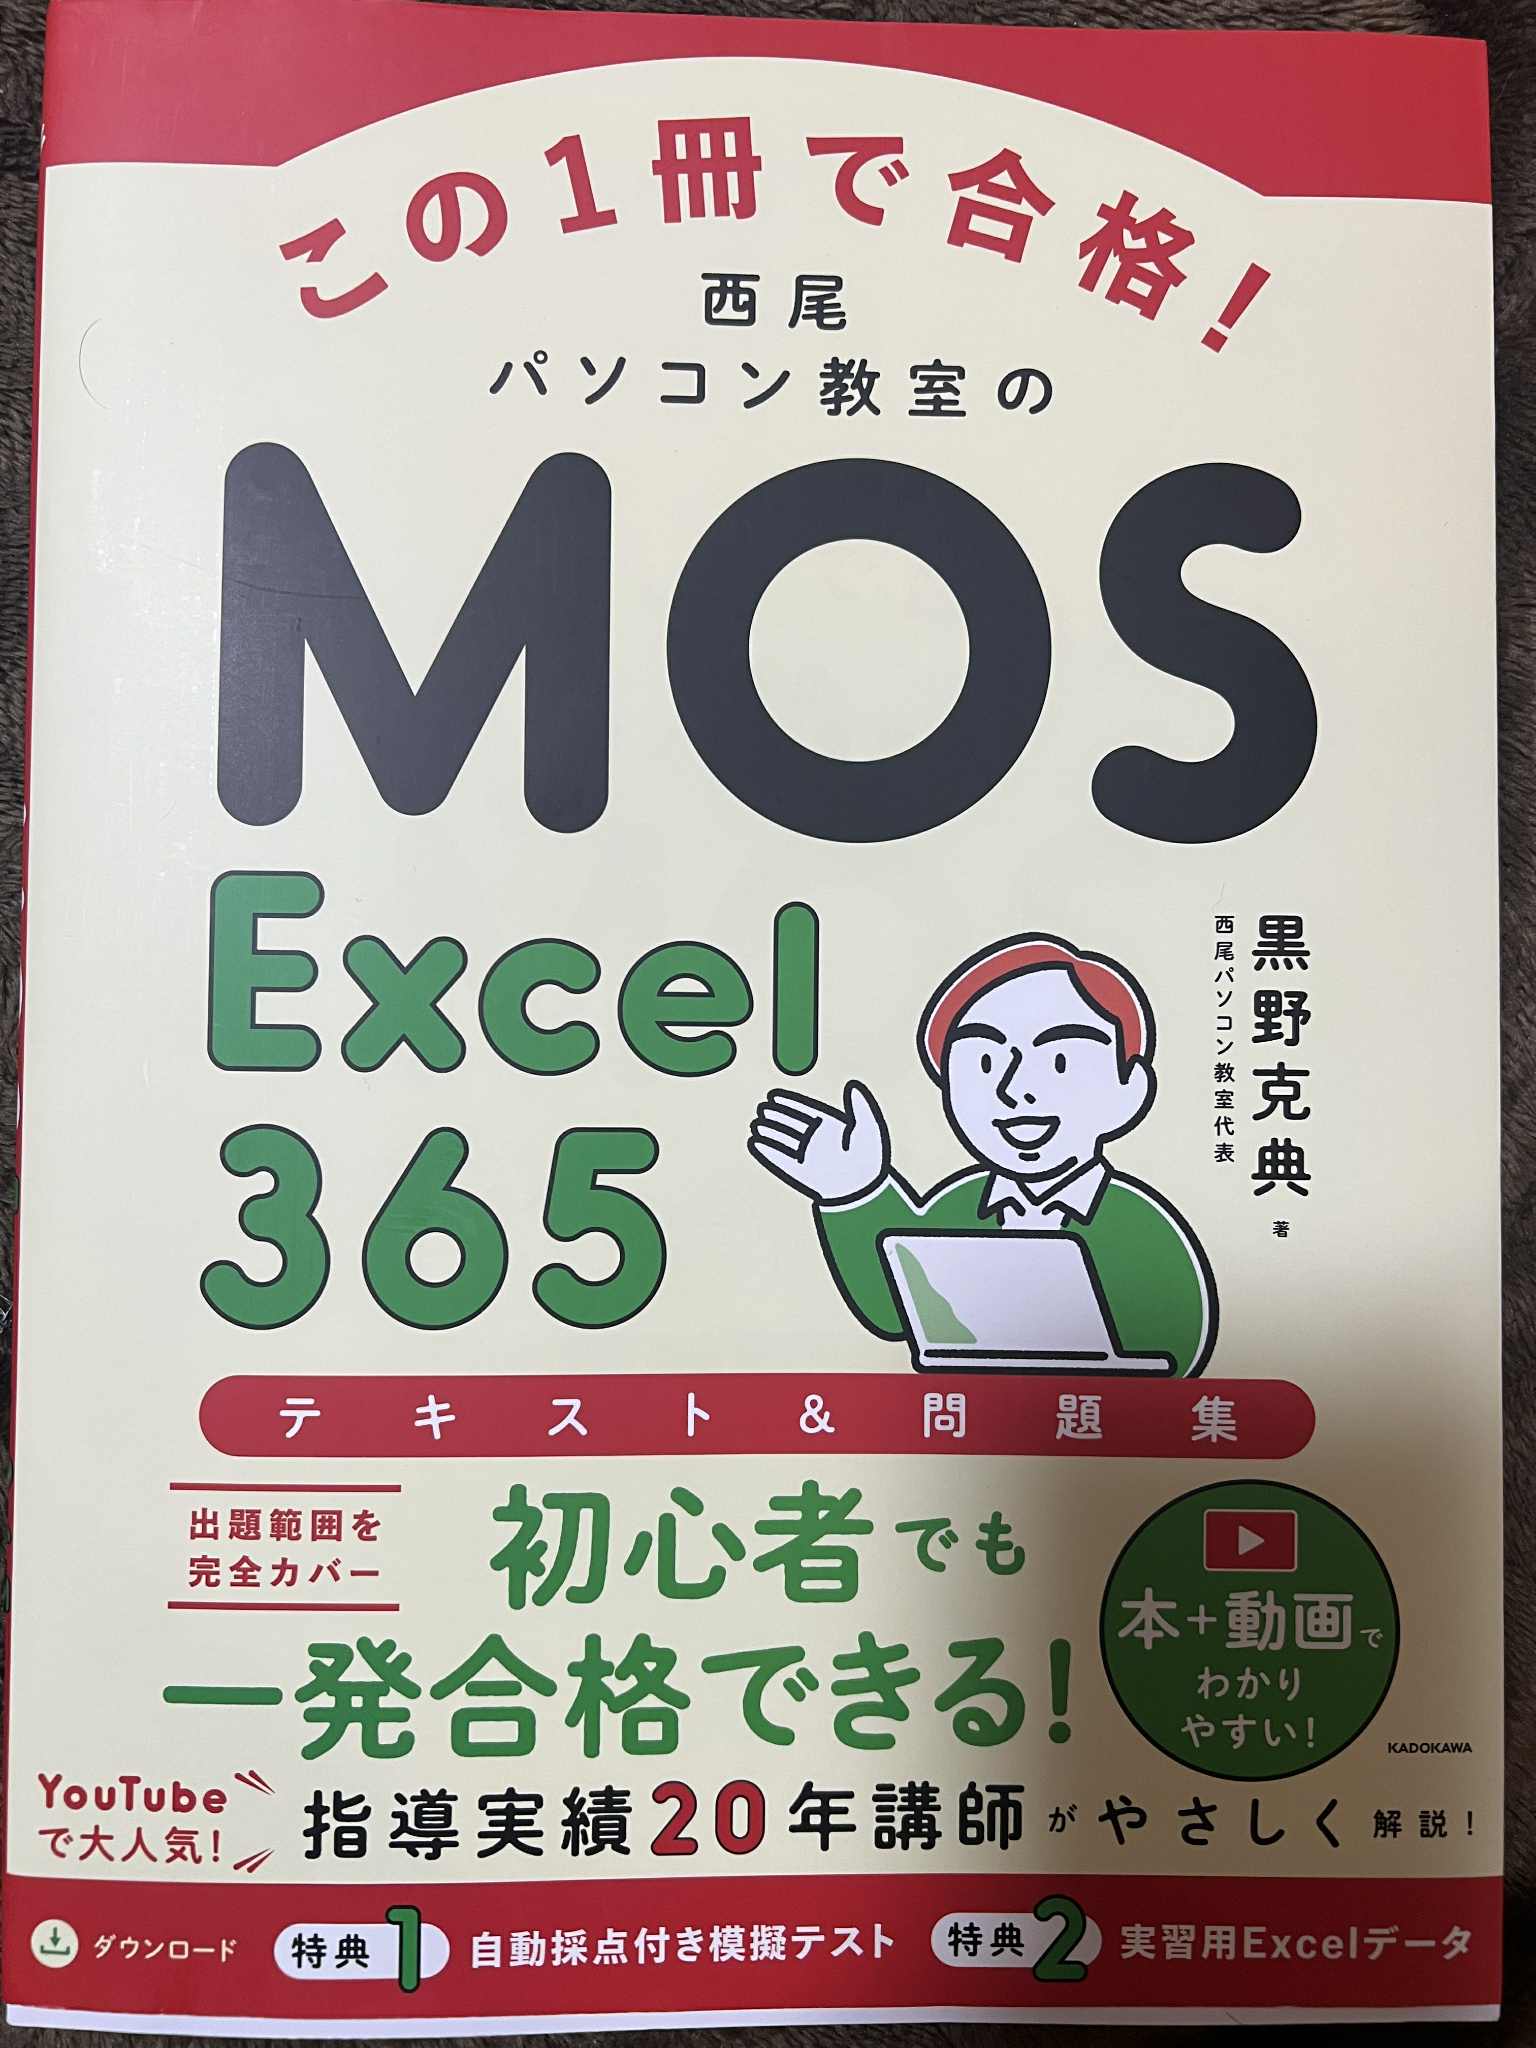 この1冊で合格!
西尾
パソコン教室の
MOS
Excel
365
黒野克典 著
西尾パソコン教室代表
テキスト&問題集
出題範囲を
完全カバー
初心者でも
一発合格できる!
本+動画で
わかり
やすい!
KADOKAWA
YouTube
で大人気!
指導実績20年講師がやさしく解説!
ダウンロード
特典1 自動採点付き模擬テスト
特典2 実習用Excelデータ